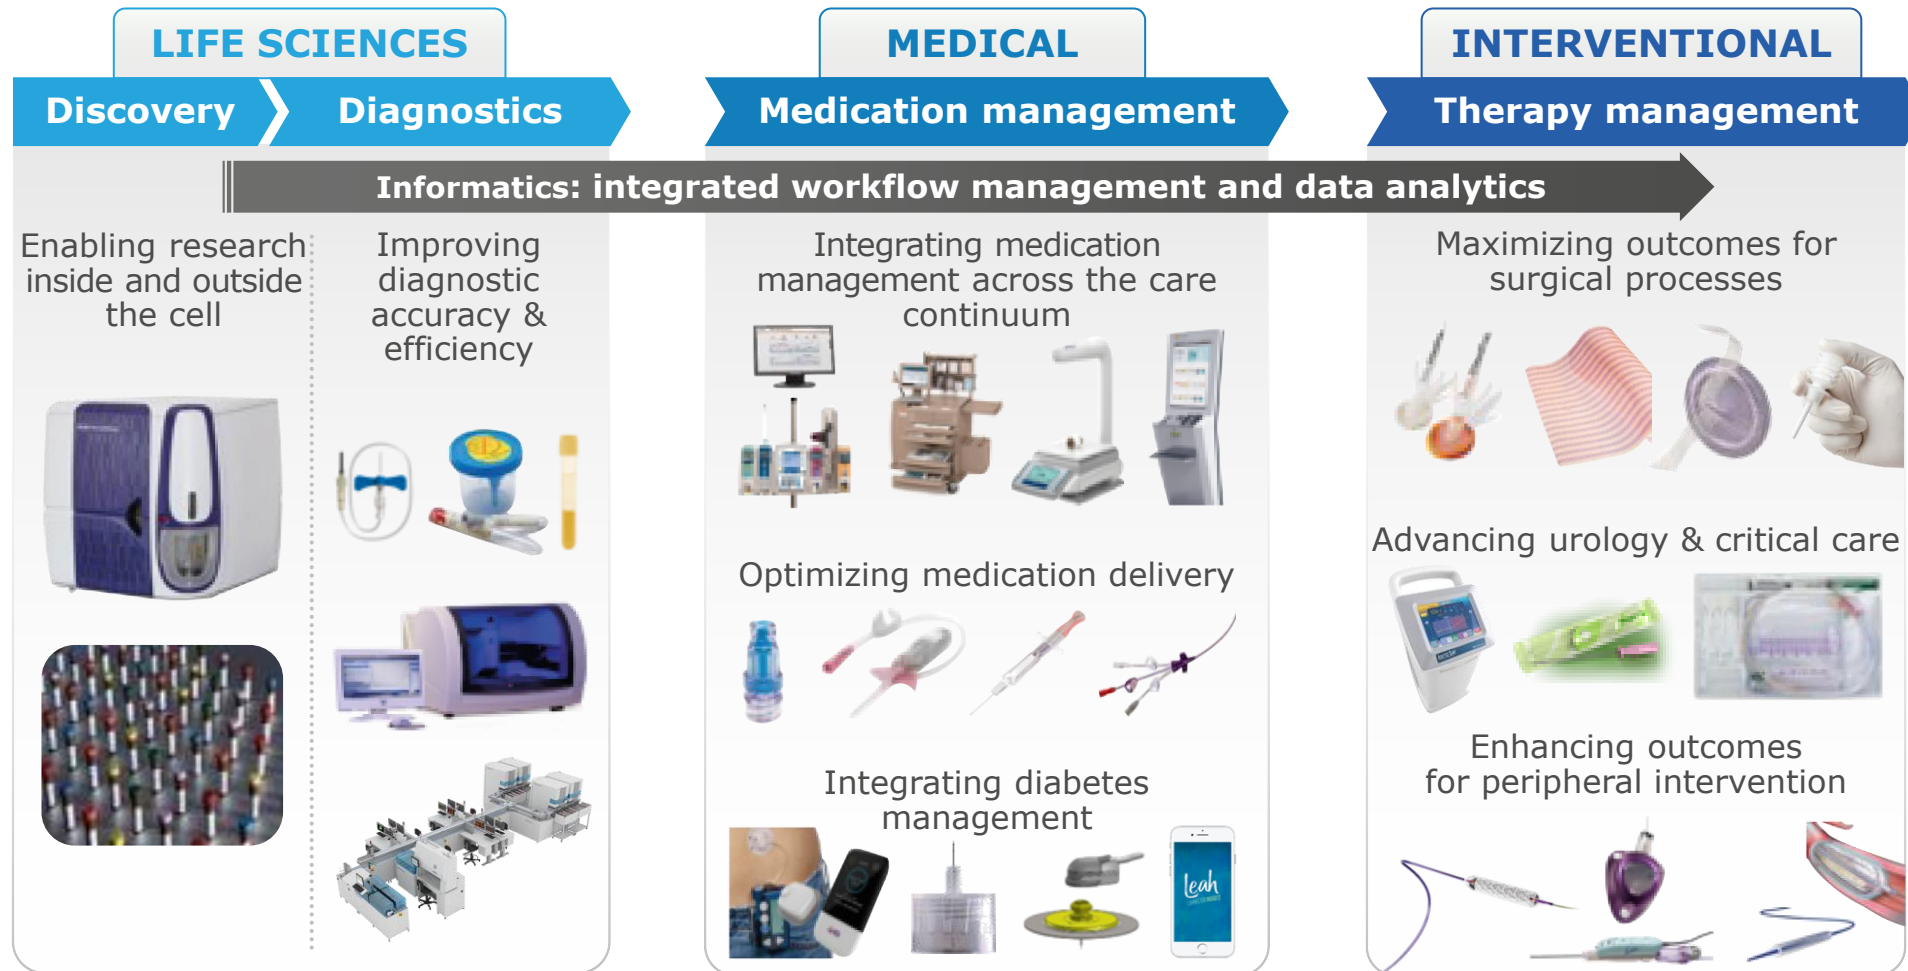 LIFE SCIENCES
Discovery
Diagnostics
MEDICAL
Medication management
INTERVENTIONAL
Therapy management
Informatics: integrated workflow management and data analytics
Enabling research
inside and outside
the cell
Improving
diagnostic
accuracy &
efficiency
Integrating medication
management across the care
continuum
Optimizing medication delivery
Integrating diabetes
management
leah
Maximizing outcomes for
surgical processes
Advancing urology & critical care
Enhancing outcomes
for peripheral intervention